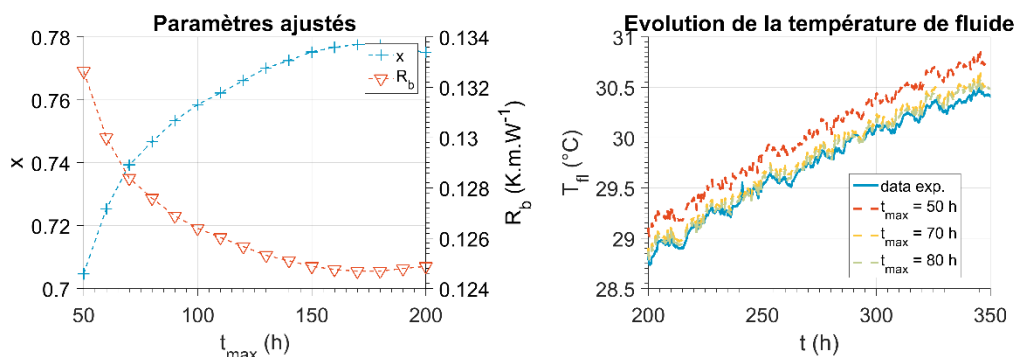 Paramètres ajustés
0.78
0.76
0.74
0.72
0.7
x
50
100
150
200
t_max (h)
0.134
0.132
0.13
0.128
0.126
0.124
R_b (K.m.W⁻¹)
x
R_b
Evolution de la température de fluide
31
30.5
30
29.5
29
28.5
T_fl (°C)
200
250
300
350
t (h)
data exp.
t_max = 50 h
t_max = 70 h
t_max = 80 h